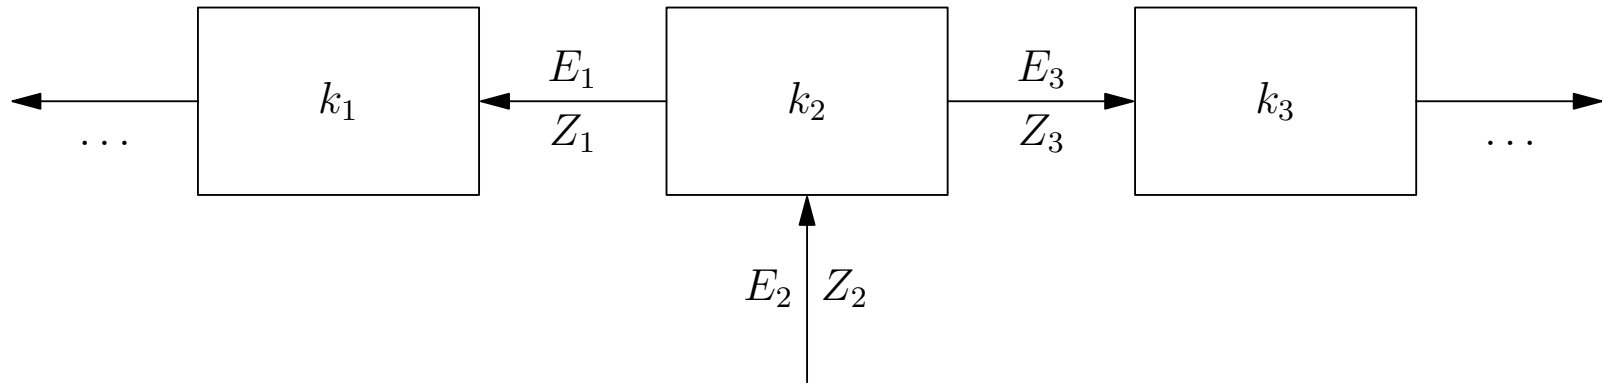 E₁ E₃
k₁ k₂ k₃
… Z₁ Z₃ …
E₂ Z₂